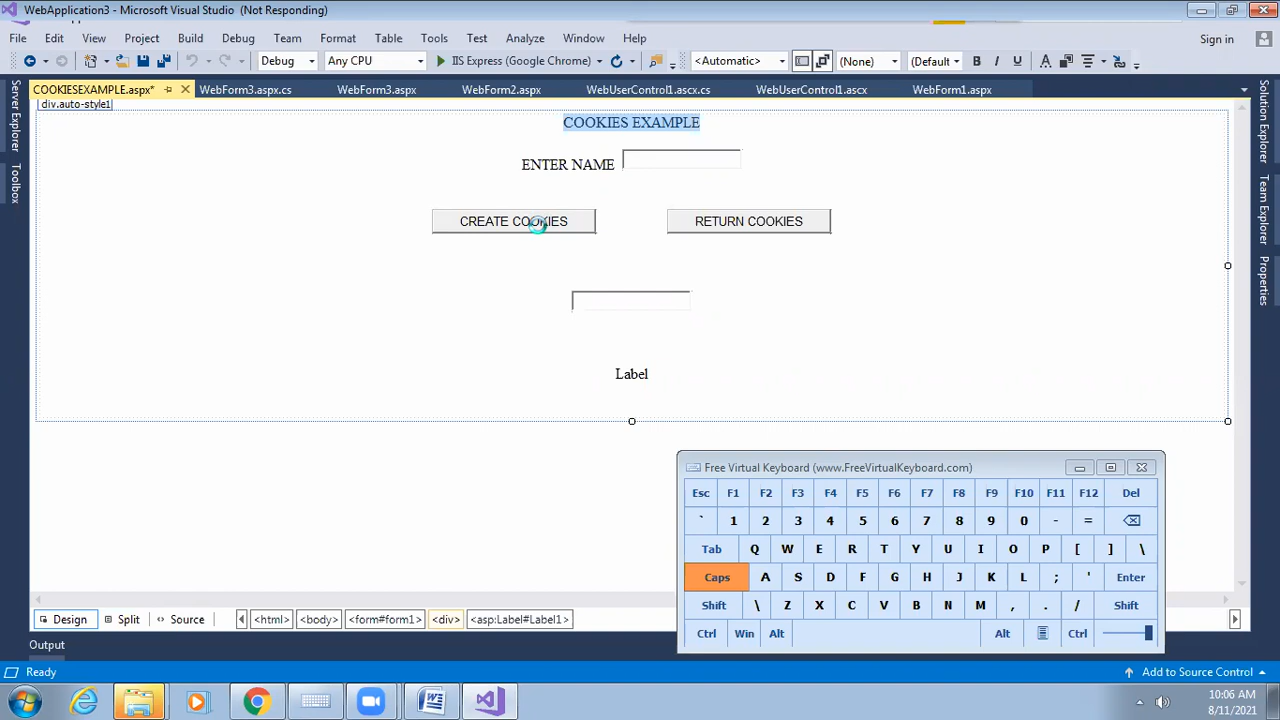 WebApplication3 - Microsoft Visual Studio (Not Responding)
File Edit View Project Build Debug Team Format Table Tools Test Analyze Window Help Sign in
Debug Any CPU IIS Express (Google Chrome) <Automatic> (None) (Default B I U A
COOKIESEXAMPLE.aspx* WebForm3.aspx.cs WebForm3.aspx WebForm2.aspx WebUserControl1.ascx.cs WebUserControl1.ascx WebForm1.aspx
div.auto-style1
Server Explorer
Toolbox
COOKIES EXAMPLE
ENTER NAME
CREATE COOKIES RETURN COOKIES
Label
Solution Explorer
Team Explorer
Properties
Free Virtual Keyboard (www.FreeVirtualKeyboard.com)
Esc F1 F2 F3 F4 F5 F6 F7 F8 F9 F10 F11 F12 Del
` 1 2 3 4 5 6 7 8 9 0 - =
Tab Q W E R T Y U I O P [ ] \
Caps A S D F G H J K L ; ' Enter
Shift \ Z X C V B N M , . / Shift
Ctrl Win Alt Alt Ctrl
Design Split Source <html> <body> <form#form1> <div> <asp:Label#Label1>
Output
Ready Add to Source Control
10:06 AM
8/11/2021